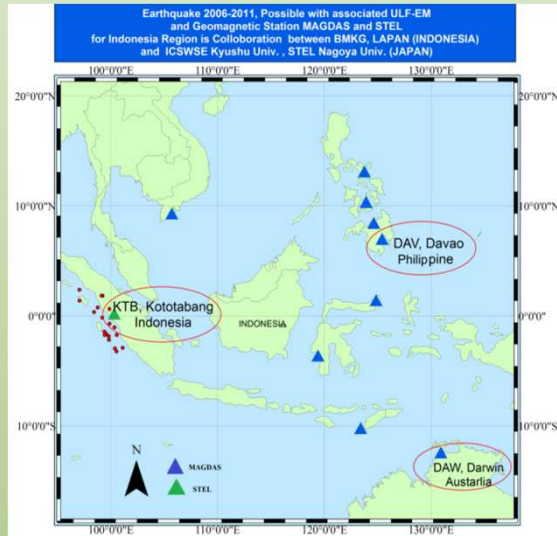 Earthquake 2006-2011, Possible with associated ULF-EM
and Geomagnetic Station MAGDAS and STEL
for Indonesia Region is Colloboration between BMKG, LAPAN (INDONESIA)
and ICSWSE Kyushu Univ. , STEL Nagoya Univ. (JAPAN)
100°0'0"E 110°0'0"E 120°0'0"E 130°0'0"E
20°0'0"N 20°0'0"N
10°0'0"N 10°0'0"N
DAV, Davao
Philippine
KTB, Kototabang
Indonesia
0°0'0" 0°0'0"
INDONESIA
10°0'0"S 10°0'0"S
N
MAGDAS
STEL
DAW, Darwin
Austarlia
100°0'0"E 110°0'0"E 120°0'0"E 130°0'0"E